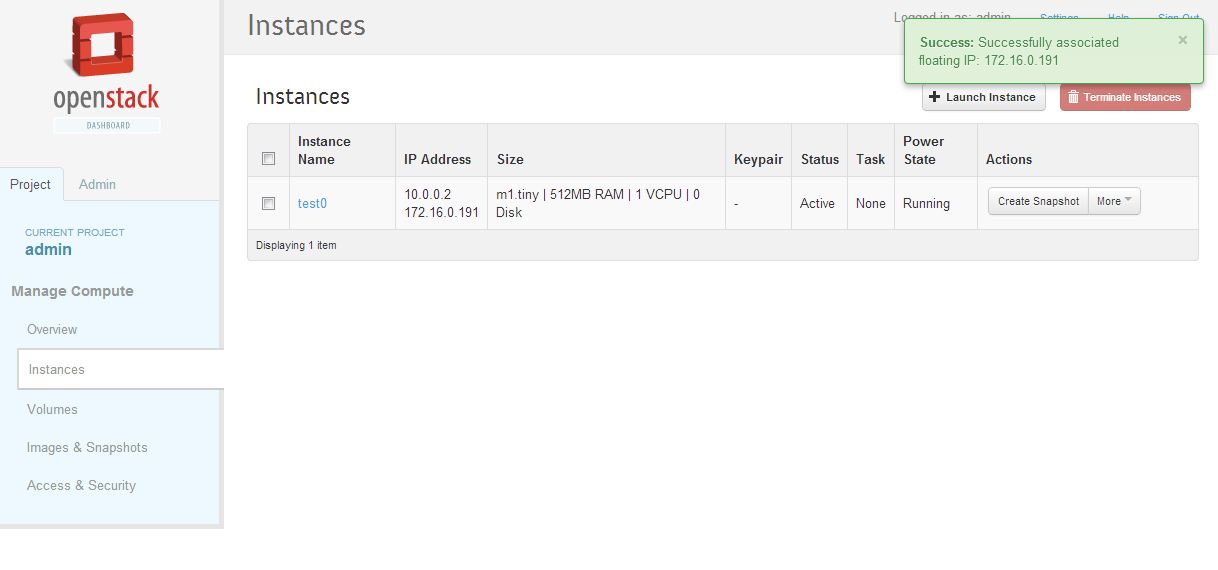 openstack
DASHBOARD
Project
Admin
CURRENT PROJECT
admin
Manage Compute
Overview
Instances
Volumes
Images & Snapshots
Access & Security
Instances
Logged in as: admin
Settings
Help
Sign Out
Success: Successfully associated
floating IP: 172.16.0.191
×
Instances
Launch Instance
Terminate Instances
Instance
Name
IP Address
Size
Keypair
Status
Task
Power
State
Actions
test0
10.0.0.2
172.16.0.191
m1.tiny | 512MB RAM | 1 VCPU | 0
Disk
-
Active
None
Running
Create Snapshot
More
Displaying 1 item